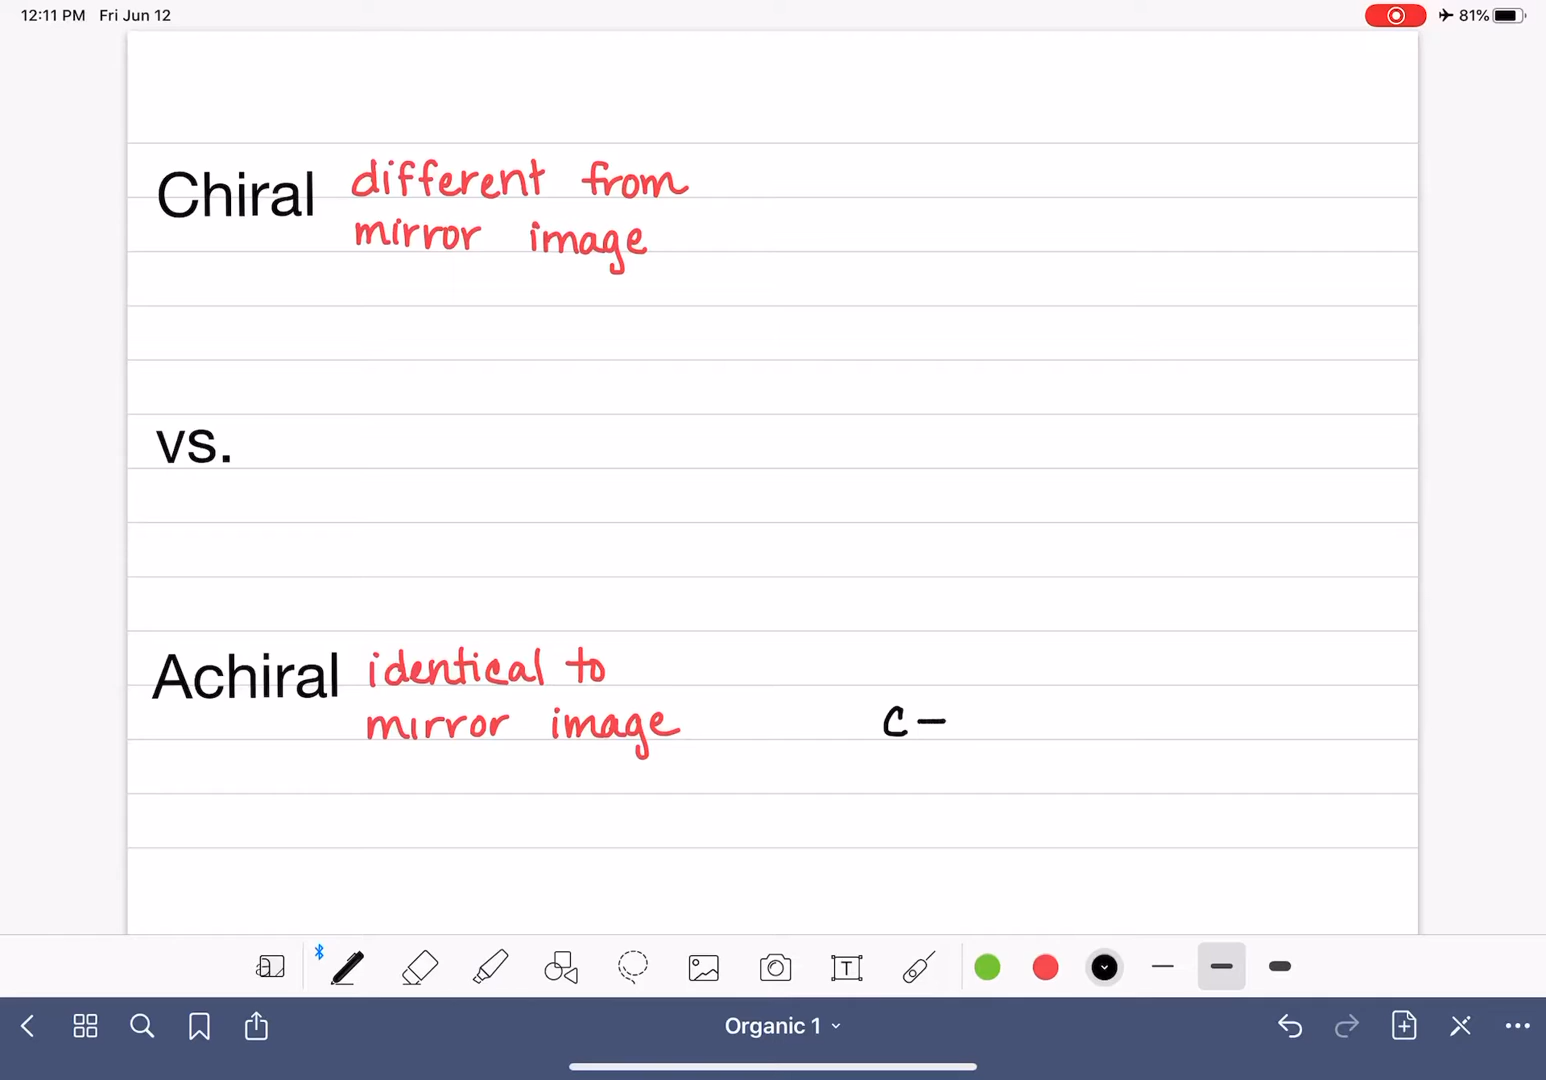 12:11 PM Fri Jun 12
81%
Chiral different from
mirror image
vs.
Achiral identical to
mirror image
C-
T
Organic 1